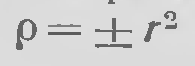 ρ = ± r²